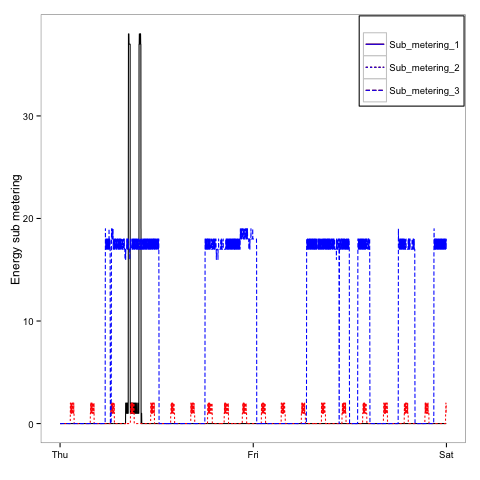 Sub_metering_1
Sub_metering_2
Sub_metering_3
Energy sub metering
30
20
10
0
Thu
Fri
Sat